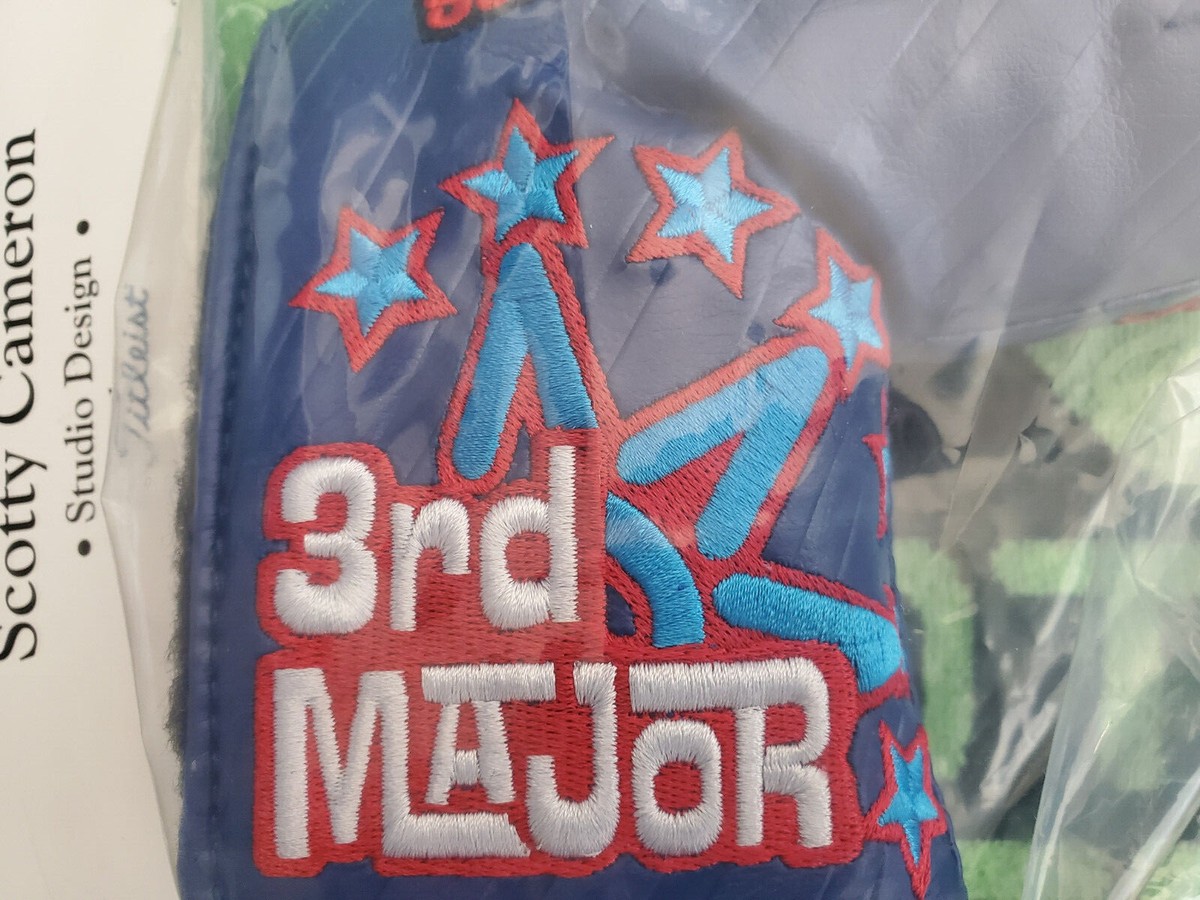 Scotty Cameron
• Studio Design •
Titleist
3rd
MAJOR